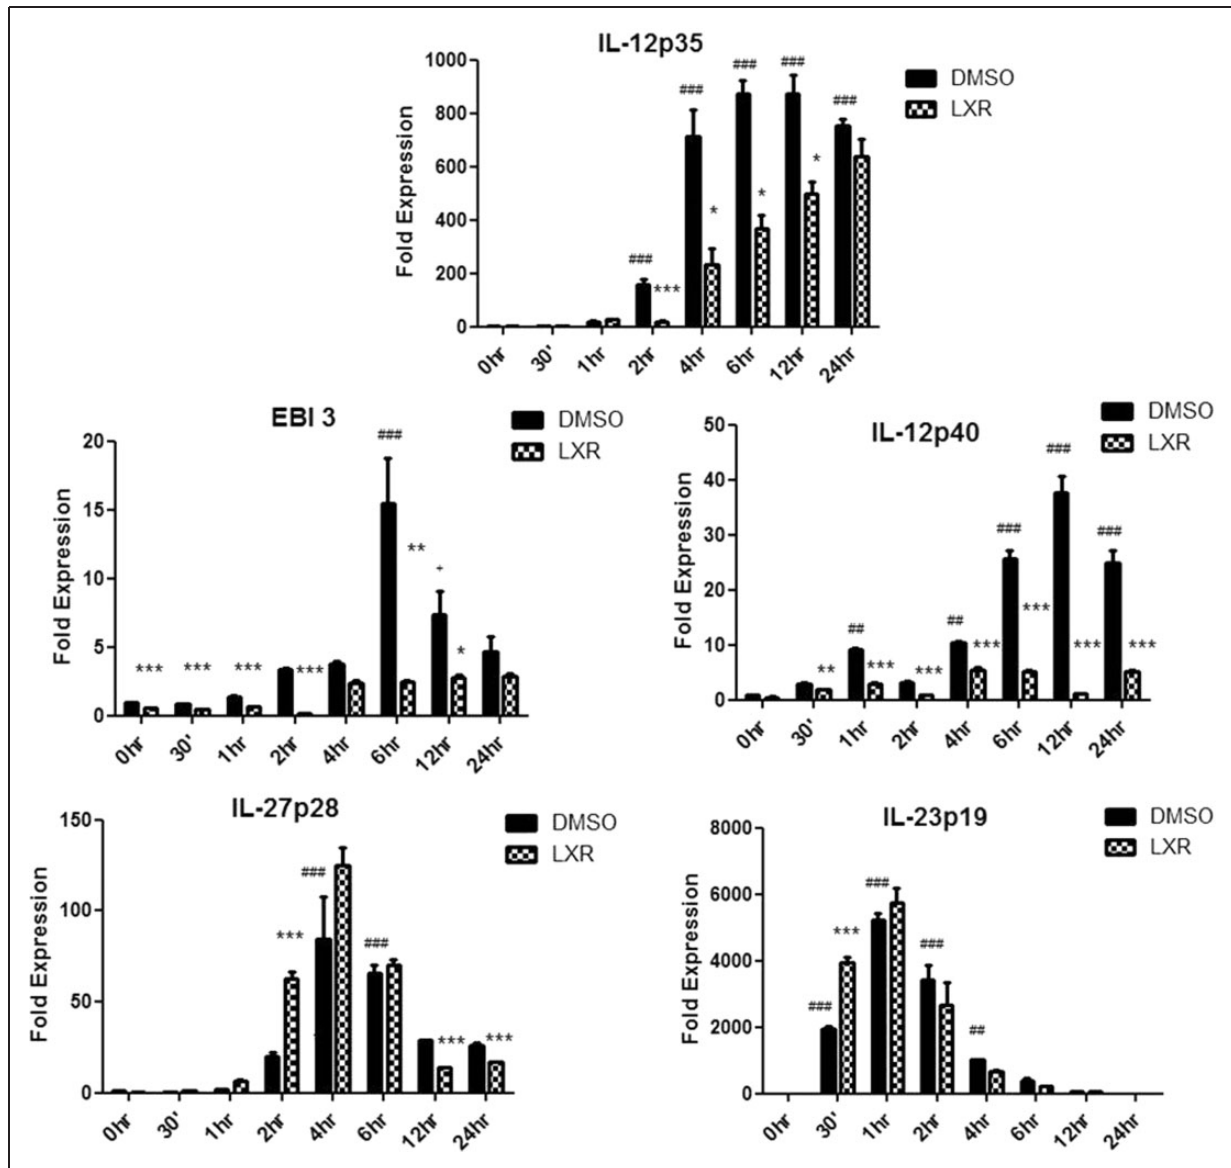 IL-12p35
DMSO
LXR
Fold Expression
1000
800
600
400
200
0
###
###
###
###
###
***
*
*
*
0hr 30' 1hr 2hr 4hr 6hr 12hr 24hr
EBI 3
DMSO
LXR
Fold Expression
20
15
10
5
0
###
**
+
*
*** *** *** ***
0hr 30' 1hr 2hr 4hr 6hr 12hr 24hr
IL-12p40
DMSO
LXR
Fold Expression
50
40
30
20
10
0
###
### ###
***
## ##
** *** *** *** *** ***
0hr 30' 1hr 2hr 4hr 6hr 12hr 24hr
IL-27p28
DMSO
LXR
Fold Expression
150
100
50
0
###
*** ###
*** ***
0hr 30' 1hr 2hr 4hr 6hr 12hr 24hr
IL-23p19
DMSO
LXR
Fold Expression
8000
6000
4000
2000
0
###
*** ###
### ##
0hr 30' 1hr 2hr 4hr 6hr 12hr 24hr